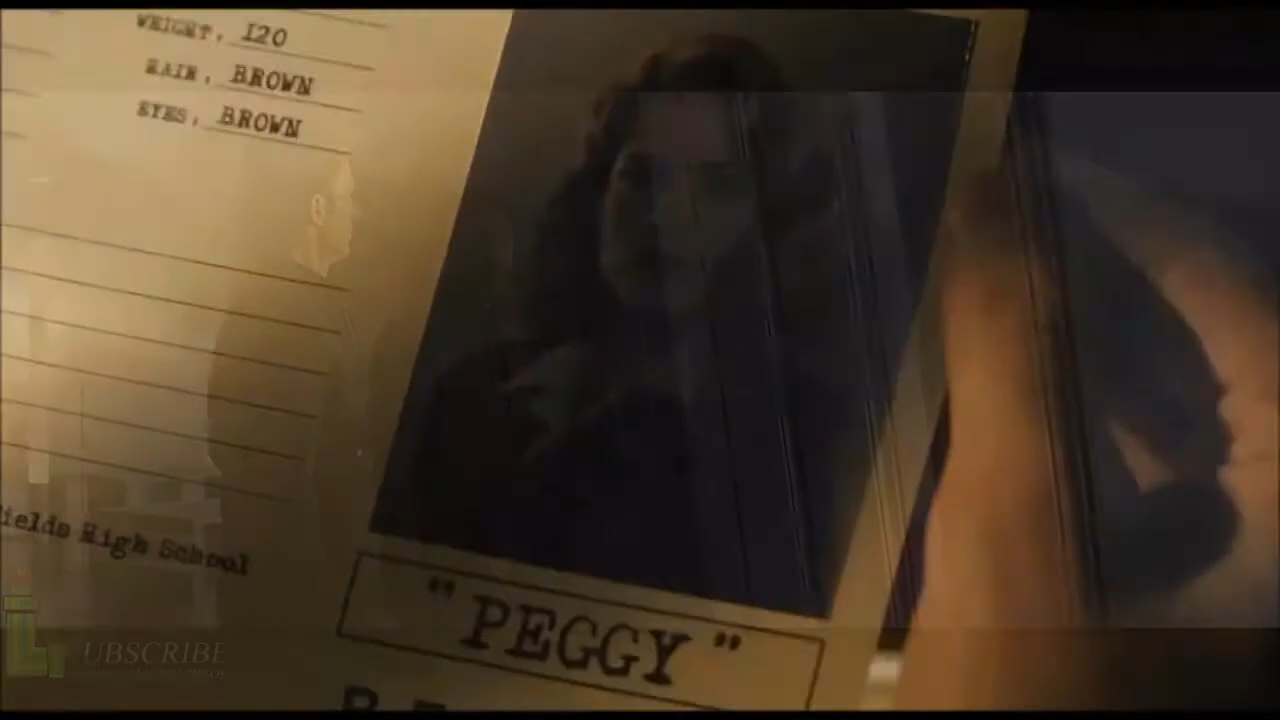 WEIGHT, 120
HAIR, BROWN
EYES, BROWN
ields High School
"PEGGY"
UBSCRIBE